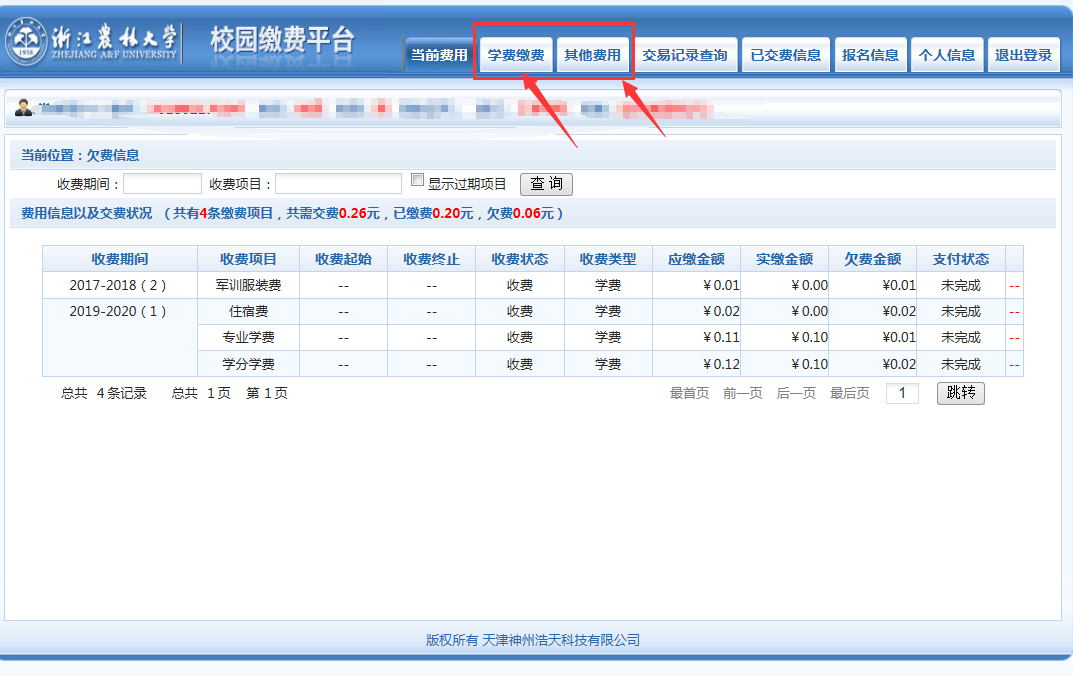 浙江农林大学
ZHEJIANG A&F UNIVERSITY
1958
校园缴费平台
当前费用 学费缴费 其他费用 交易记录查询 已交费信息 报名信息 个人信息 退出登录
当前位置：欠费信息
收费期间： 收费项目： 显示过期项目 查 询
费用信息以及交费状况 （共有4条缴费项目，共需交费0.26元，已缴费0.20元，欠费0.06元）
收费期间 收费项目 收费起始 收费终止 收费状态 收费类型 应缴金额 实缴金额 欠费金额 支付状态
2017-2018（2） 军训服装费 -- -- 收费 学费 ￥0.01 ￥0.00 ¥0.01 未完成 --
2019-2020（1） 住宿费 -- -- 收费 学费 ￥0.02 ￥0.00 ¥0.02 未完成 --
专业学费 -- -- 收费 学费 ￥0.11 ￥0.10 ¥0.01 未完成 --
学分学费 -- -- 收费 学费 ￥0.12 ￥0.10 ¥0.02 未完成 --
总共 4 条记录 总共 1 页 第 1 页 最首页 前一页 后一页 最后页 1 跳转
版权所有 天津神州浩天科技有限公司